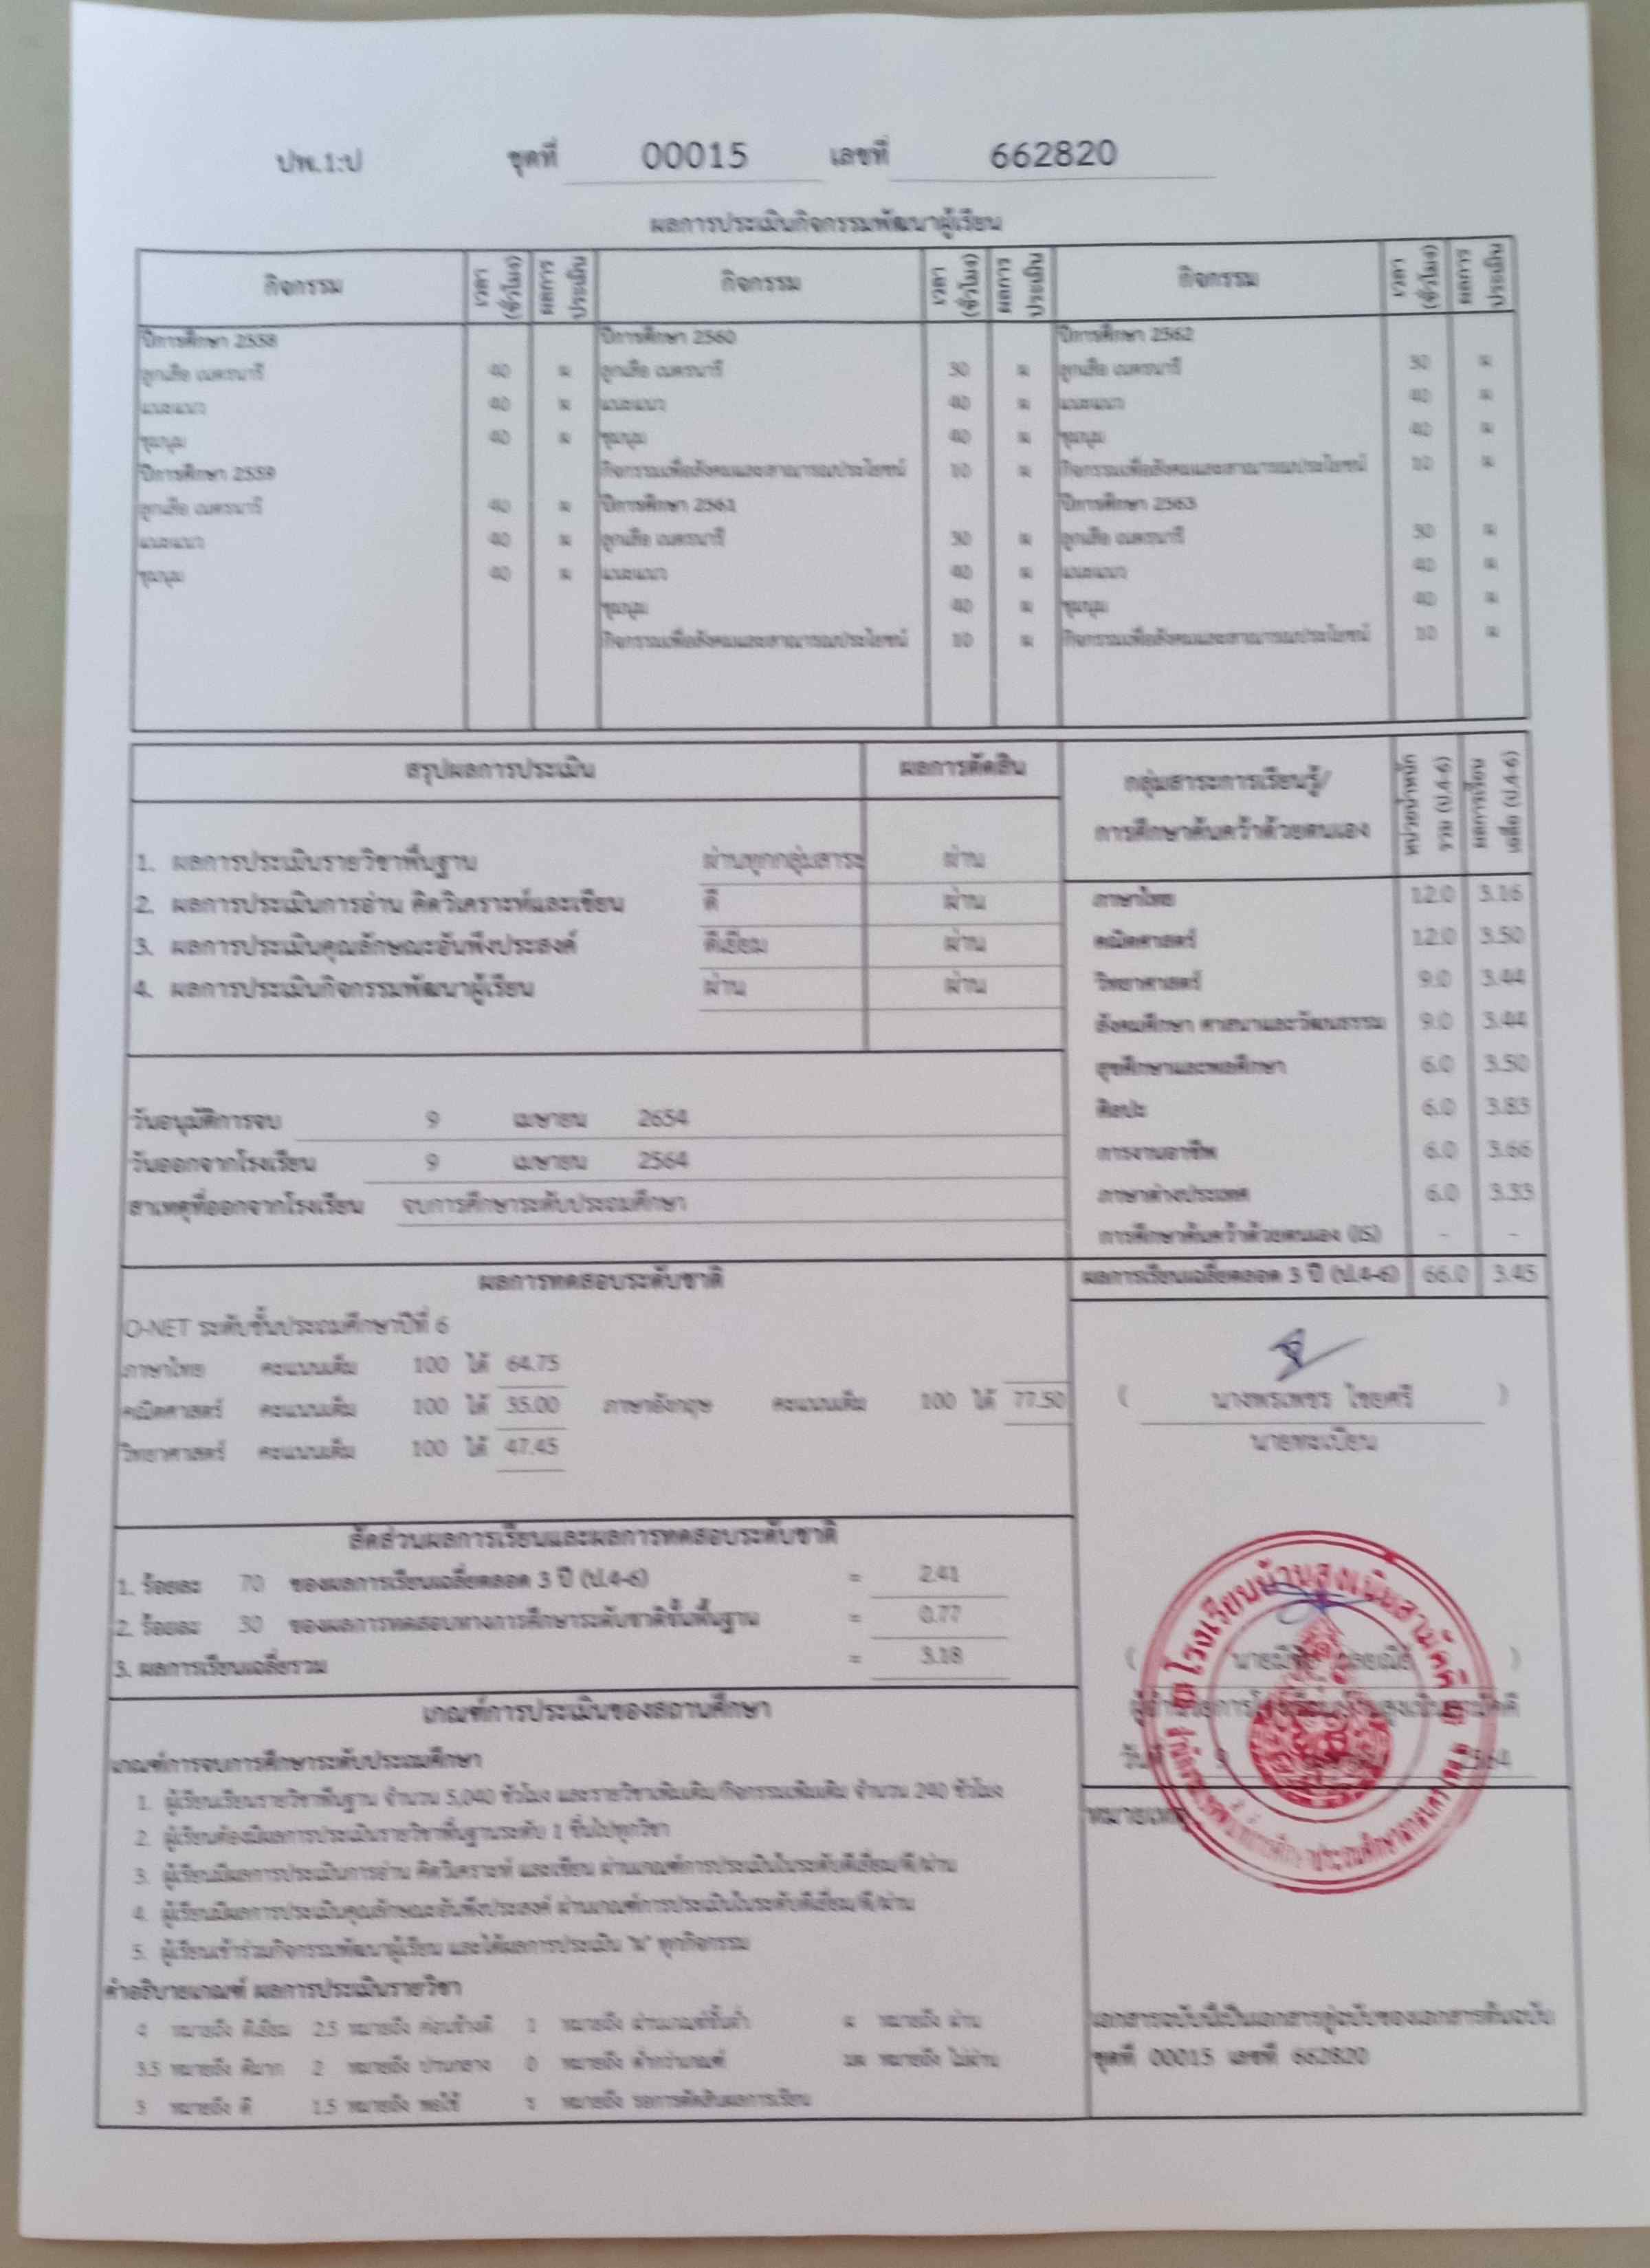 ปพ.1:ป ชุดที่ 00015 เลขที่ 662820
ผลการประเมินกิจกรรมพัฒนาผู้เรียน
กิจกรรม เวลา (ชั่วโมง) ผลการประเมิน กิจกรรม เวลา (ชั่วโมง) ผลการประเมิน กิจกรรม เวลา (ชั่วโมง) ผลการประเมิน
ปีการศึกษา 2558 ปีการศึกษา 2560 ปีการศึกษา 2562
ลูกเสือ เนตรนารี 40 ผ ลูกเสือ เนตรนารี 30 ผ ลูกเสือ เนตรนารี 30 ผ
แนะแนว 40 ผ แนะแนว 40 ผ แนะแนว 40 ผ
ชุมนุม 40 ผ ชุมนุม 40 ผ ชุมนุม 40 ผ
ปีการศึกษา 2559 กิจกรรมเพื่อสังคมและสาธารณประโยชน์ 10 ผ กิจกรรมเพื่อสังคมและสาธารณประโยชน์ 10 ผ
ลูกเสือ เนตรนารี 40 ผ ปีการศึกษา 2561 ปีการศึกษา 2563
แนะแนว 40 ผ ลูกเสือ เนตรนารี 30 ผ ลูกเสือ เนตรนารี 30 ผ
ชุมนุม 40 ผ แนะแนว 40 ผ แนะแนว 40 ผ
ชุมนุม 40 ผ ชุมนุม 40 ผ
กิจกรรมเพื่อสังคมและสาธารณประโยชน์ 10 ผ กิจกรรมเพื่อสังคมและสาธารณประโยชน์ 10 ผ
สรุปผลการประเมิน ผลการตัดสิน
1. ผลการประเมินรายวิชาพื้นฐาน ผ่านทุกกลุ่มสาระ ผ่าน
2. ผลการประเมินการอ่าน คิดวิเคราะห์และเขียน ดี ผ่าน
3. ผลการประเมินคุณลักษณะอันพึงประสงค์ ดีเยี่ยม ผ่าน
4. ผลการประเมินกิจกรรมพัฒนาผู้เรียน ผ่าน ผ่าน
วันอนุมัติการจบ 9 เมษายน 2654
วันออกจากโรงเรียน 9 เมษายน 2564
สาเหตุที่ออกจากโรงเรียน จบการศึกษาระดับประถมศึกษา
กลุ่มสาระการเรียนรู้/ การศึกษาค้นคว้าด้วยตนเอง หน่วยน้ำหนัก รวม (ป.4-6) ผลการเรียน เฉลี่ย (ป.4-6)
ภาษาไทย 12.0 3.16
คณิตศาสตร์ 12.0 3.50
วิทยาศาสตร์ 9.0 3.44
สังคมศึกษา ศาสนาและวัฒนธรรม 9.0 3.44
สุขศึกษาและพลศึกษา 6.0 3.50
ศิลปะ 6.0 3.83
การงานอาชีพ 6.0 3.66
ภาษาต่างประเทศ 6.0 3.33
การศึกษาค้นคว้าด้วยตนเอง (IS) - -
ผลการเรียนเฉลี่ยตลอด 3 ปี (ป.4-6) 66.0 3.45
ผลการทดสอบระดับชาติ
O-NET ระดับชั้นประถมศึกษาปีที่ 6
ภาษาไทย คะแนนเต็ม 100 ได้ 64.75
คณิตศาสตร์ คะแนนเต็ม 100 ได้ 35.00 ภาษาอังกฤษ คะแนนเต็ม 100 ได้ 77.50
วิทยาศาสตร์ คะแนนเต็ม 100 ได้ 47.45
( นางพรเพชร ไชยศรี )
นายทะเบียน
สัดส่วนผลการเรียนและผลการทดสอบระดับชาติ
1. ร้อยละ 70 ของผลการเรียนเฉลี่ยตลอด 3 ปี (ป.4-6) = 2.41
2. ร้อยละ 30 ของผลการทดสอบทางการศึกษาระดับชาติขั้นพื้นฐาน = 0.77
3. ผลการเรียนเฉลี่ยรวม = 3.18
โรงเรียนบ้านสูงเนินสามัคคี
ผู้อำนวยการโรงเรียนบ้านสูงเนินสามัคคี
วันที่ 9
เกณฑ์การประเมินของสถานศึกษา
เกณฑ์การจบการศึกษาระดับประถมศึกษา
1. ผู้เรียนเรียนรายวิชาพื้นฐาน จำนวน 5,040 ชั่วโมง และรายวิชาเพิ่มเติม/กิจกรรมเพิ่มเติม จำนวน 240 ชั่วโมง
2. ผู้เรียนต้องมีผลการประเมินรายวิชาพื้นฐานระดับ 1 ขึ้นไปทุกวิชา
3. ผู้เรียนมีผลการประเมินการอ่าน คิดวิเคราะห์ และเขียน ผ่านเกณฑ์การประเมินในระดับดีเยี่ยม/ดี/ผ่าน
4. ผู้เรียนมีผลการประเมินคุณลักษณะอันพึงประสงค์ ผ่านเกณฑ์การประเมินในระดับดีเยี่ยม/ดี/ผ่าน
5. ผู้เรียนเข้าร่วมกิจกรรมพัฒนาผู้เรียน และได้ผลการประเมิน "ผ" ทุกกิจกรรม
คำอธิบายเกณฑ์ ผลการประเมินรายวิชา
4 หมายถึง ดีเยี่ยม 2.5 หมายถึง ค่อนข้างดี 1 หมายถึง ผ่านเกณฑ์ขั้นต่ำ ผ หมายถึง ผ่าน
3.5 หมายถึง ดีมาก 2 หมายถึง ปานกลาง 0 หมายถึง ต่ำกว่าเกณฑ์ มผ หมายถึง ไม่ผ่าน
3 หมายถึง ดี 1.5 หมายถึง พอใช้ ร หมายถึง รอการตัดสินผลการเรียน
หมายเหตุ
เอกสารฉบับนี้เป็นเอกสารคู่ฉบับของเอกสารต้นฉบับ
ชุดที่ 00015 เลขที่ 662820